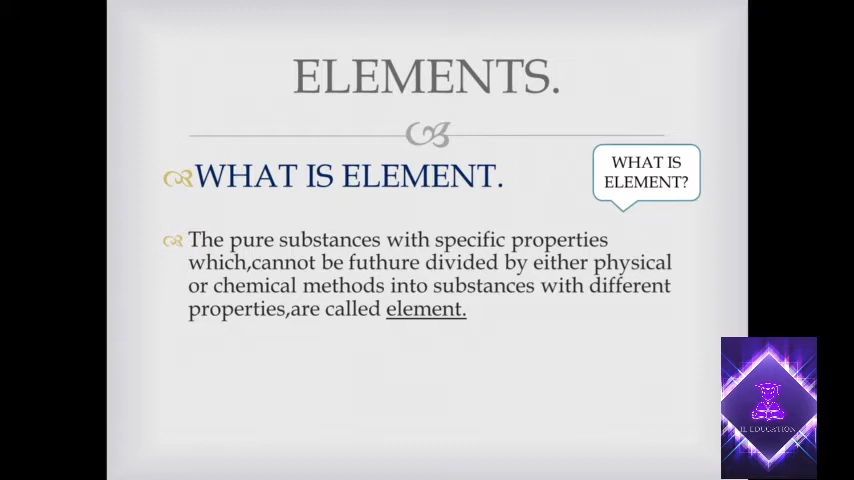 ELEMENTS.
WHAT IS ELEMENT.
WHAT IS
ELEMENT?
The pure substances with specific properties
which,cannot be futhure divided by either physical
or chemical methods into substances with different
properties,are called element.
IL EDUCATION